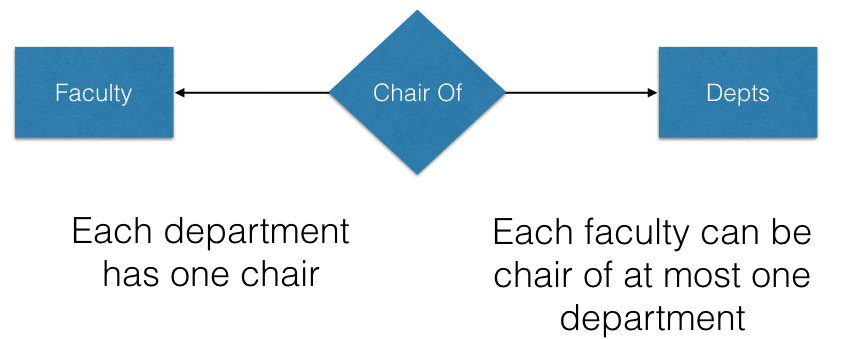 Faculty
Chair Of
Depts
Each department
has one chair
Each faculty can be
chair of at most one
department